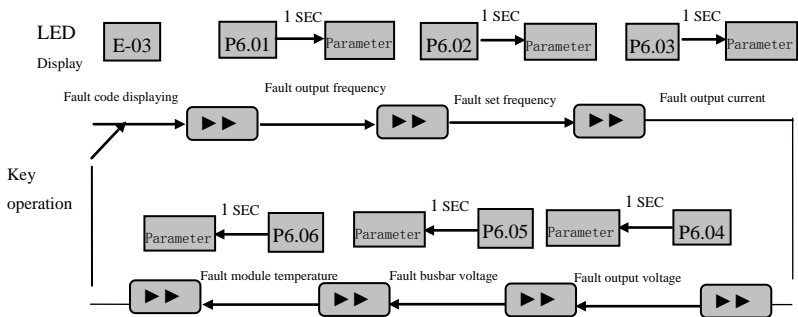 LED
Display
E-03
P6.01
1 SEC
Parameter
P6.02
1 SEC
Parameter
P6.03
1 SEC
Parameter
Fault code displaying
Fault output frequency
Fault set frequency
Fault output current
Key
operation
Parameter
1 SEC
P6.06
Parameter
1 SEC
P6.05
Parameter
1 SEC
P6.04
Fault module temperature
Fault busbar voltage
Fault output voltage